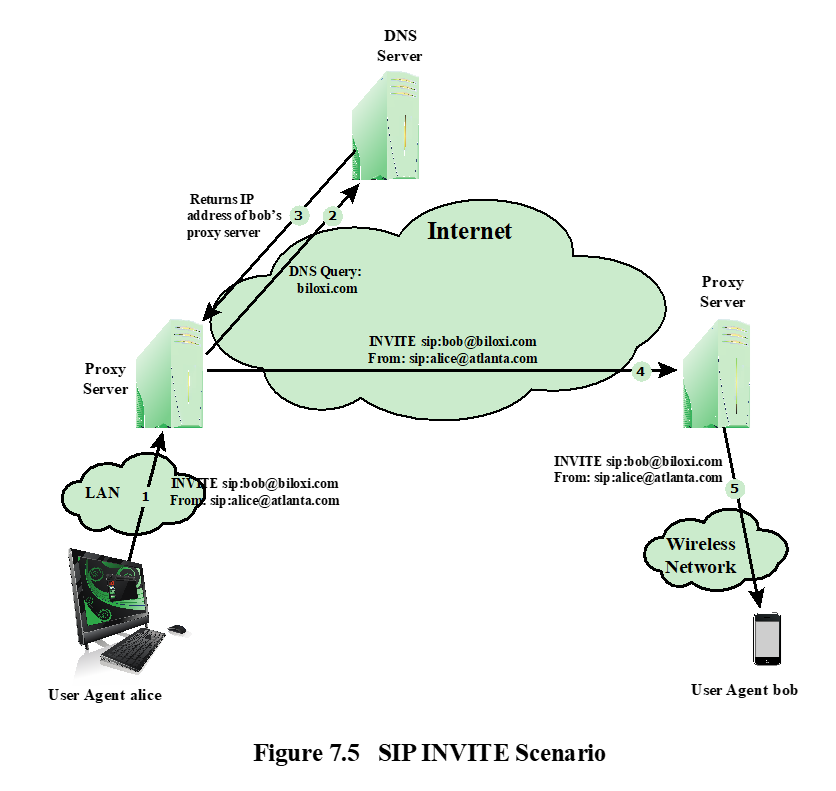 DNS
Server
Returns IP
address of bob's
proxy server
3
2
Internet
DNS Query:
biloxi.com
Proxy
Server
INVITE sip:bob@biloxi.com
From: sip:alice@atlanta.com
4
Proxy
Server
LAN
1
INVITE sip:bob@biloxi.com
From: sip:alice@atlanta.com
INVITE sip:bob@biloxi.com
From: sip:alice@atlanta.com
5
Wireless
Network
User Agent alice
User Agent bob
Figure 7.5 SIP INVITE Scenario